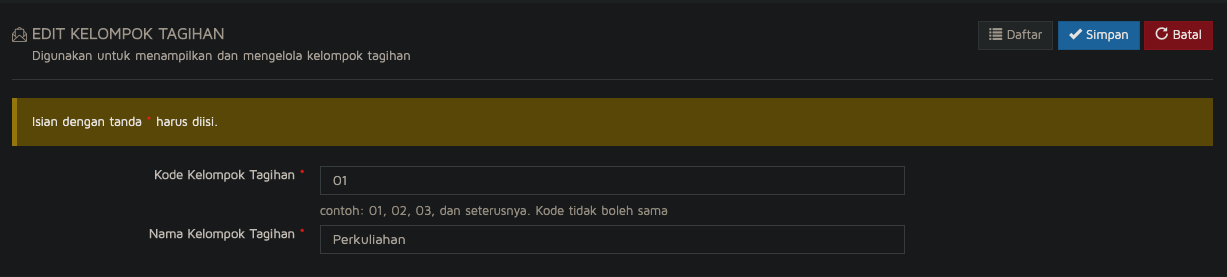 EDIT KELOMPOK TAGIHAN
Digunakan untuk menampilkan dan mengelola kelompok tagihan
Daftar
Simpan
Batal
Isian dengan tanda * harus diisi.
Kode Kelompok Tagihan *
01
contoh: 01, 02, 03, dan seterusnya. Kode tidak boleh sama
Nama Kelompok Tagihan *
Perkuliahan